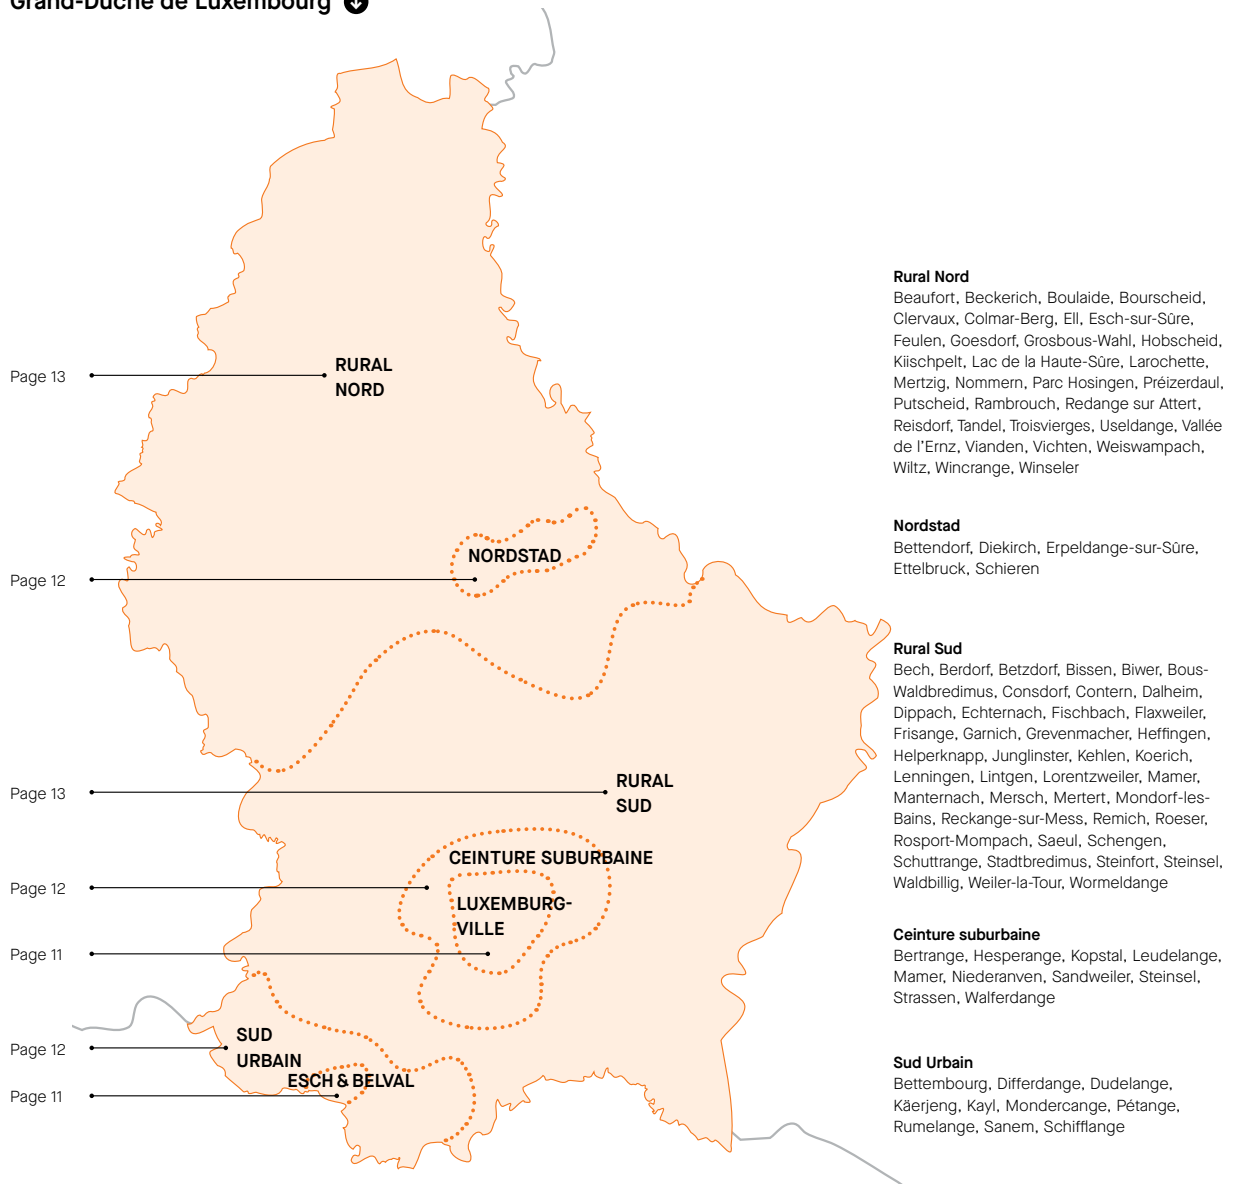 Grand-Duché de Luxembourg
Page 13
RURAL
NORD
Page 12
NORDSTAD
Page 13
RURAL
SUD
Page 12
CEINTURE SUBURBAINE
Page 11
LUXEMBURG-
VILLE
Page 12
SUD
URBAIN
Page 11
ESCH & BELVAL
Rural Nord
Beaufort, Beckerich, Boulaide, Bourscheid,
Clervaux, Colmar-Berg, Ell, Esch-sur-Sûre,
Feulen, Goesdorf, Grosbous-Wahl, Hobscheid,
Kiischpelt, Lac de la Haute-Sûre, Larochette,
Mertzig, Nommern, Parc Hosingen, Préizerdaul,
Putscheid, Rambrouch, Redange sur Attert,
Reisdorf, Tandel, Troisvierges, Useldange, Vallée
de l'Ernz, Vianden, Vichten, Weiswampach,
Wiltz, Wincrange, Winseler
Nordstad
Bettendorf, Diekirch, Erpeldange-sur-Sûre,
Ettelbruck, Schieren
Rural Sud
Bech, Berdorf, Betzdorf, Bissen, Biwer, Bous-
Waldbredimus, Consdorf, Contern, Dalheim,
Dippach, Echternach, Fischbach, Flaxweiler,
Frisange, Garnich, Grevenmacher, Heffingen,
Helperknapp, Junglinster, Kehlen, Koerich,
Lenningen, Lintgen, Lorentzweiler, Mamer,
Manternach, Mersch, Mertert, Mondorf-les-
Bains, Reckange-sur-Mess, Remich, Roeser,
Rosport-Mompach, Saeul, Schengen,
Schuttrange, Stadtbredimus, Steinfort, Steinsel,
Waldbillig, Weiler-la-Tour, Wormeldange
Ceinture suburbaine
Bertrange, Hesperange, Kopstal, Leudelange,
Mamer, Niederanven, Sandweiler, Steinsel,
Strassen, Walferdange
Sud Urbain
Bettembourg, Differdange, Dudelange,
Käerjeng, Kayl, Mondercange, Pétange,
Rumelange, Sanem, Schifflange